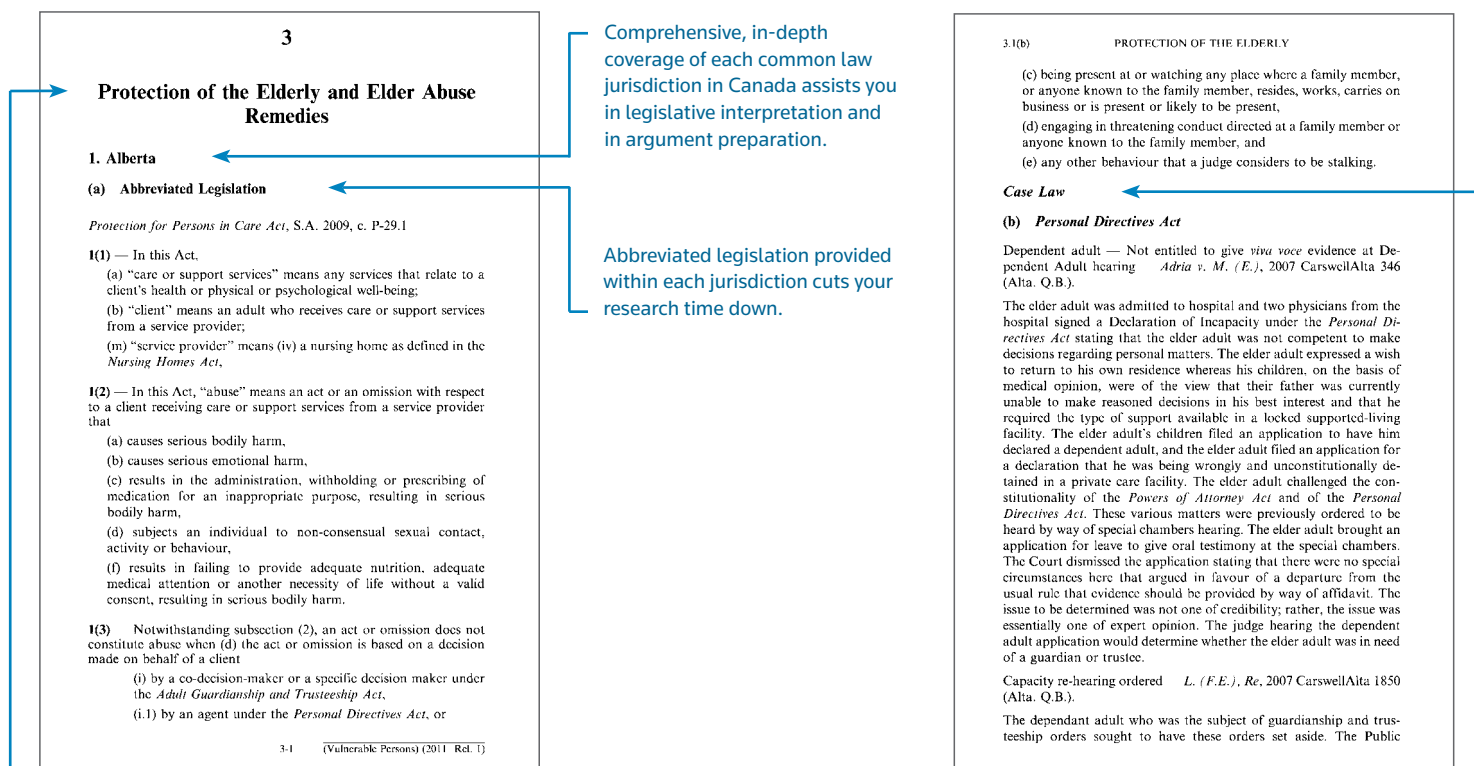 3
Protection of the Elderly and Elder Abuse
Remedies
1. Alberta
(a) Abbreviated Legislation
Protection for Persons in Care Act, S.A. 2009, c. P-29.1
1(1) — In this Act,
(a) “care or support services” means any services that relate to a
client’s health or physical or psychological well-being;
(b) “client” means an adult who receives care or support services
from a service provider;
(m) “service provider” means (iv) a nursing home as defined in the
Nursing Homes Act,
1(2) — In this Act, “abuse” means an act or an omission with respect
to a client receiving care or support services from a service provider
that
(a) causes serious bodily harm,
(b) causes serious emotional harm,
(c) results in the administration, withholding or prescribing of
medication for an inappropriate purpose, resulting in serious
bodily harm,
(d) subjects an individual to non-consensual sexual contact,
activity or behaviour,
(f) results in failing to provide adequate nutrition, adequate
medical attention or another necessity of life without a valid
consent, resulting in serious bodily harm.
1(3) Notwithstanding subsection (2), an act or omission does not
constitute abuse when (d) the act or omission is based on a decision
made on behalf of a client
(i) by a co-decision-maker or a specific decision maker under
the Adult Guardianship and Trusteeship Act,
(i.1) by an agent under the Personal Directives Act, or
3-1 (Vulnerable Persons) (2011 Rel. 1)
Comprehensive, in-depth
coverage of each common law
jurisdiction in Canada assists you
in legislative interpretation and
in argument preparation.
Abbreviated legislation provided
within each jurisdiction cuts your
research time down.
3.1(b) PROTECTION OF THE ELDERLY
(c) being present at or watching any place where a family member,
or anyone known to the family member, resides, works, carries on
business or is present or likely to be present,
(d) engaging in threatening conduct directed at a family member or
anyone known to the family member, and
(e) any other behaviour that a judge considers to be stalking.
Case Law
(b) Personal Directives Act
Dependent adult — Not entitled to give viva voce evidence at De-
pendent Adult hearing Adria v. M. (E.), 2007 CarswellAlta 346
(Alta. Q.B.).
The elder adult was admitted to hospital and two physicians from the
hospital signed a Declaration of Incapacity under the Personal Di-
rectives Act stating that the elder adult was not competent to make
decisions regarding personal matters. The elder adult expressed a wish
to return to his own residence whereas his children, on the basis of
medical opinion, were of the view that their father was currently
unable to make reasoned decisions in his best interest and that he
required the type of support available in a locked supported-living
facility. The elder adult’s children filed an application to have him
declared a dependent adult, and the elder adult filed an application for
a declaration that he was being wrongly and unconstitutionally de-
tained in a private care facility. The elder adult challenged the con-
stitutionality of the Powers of Attorney Act and of the Personal
Directives Act. These various matters were previously ordered to be
heard by way of special chambers hearing. The elder adult brought an
application for leave to give oral testimony at the special chambers.
The Court dismissed the application stating that there were no special
circumstances here that argued in favour of a departure from the
usual rule that evidence should be provided by way of affidavit. The
issue to be determined was not one of credibility; rather, the issue was
essentially one of expert opinion. The judge hearing the dependent
adult application would determine whether the elder adult was in need
of a guardian or trustee.
Capacity re-hearing ordered L. (F.E.), Re, 2007 CarswellAlta 1850
(Alta. Q.B.).
The dependant adult who was the subject of guardianship and trus-
teeship orders sought to have these orders set aside. The Public